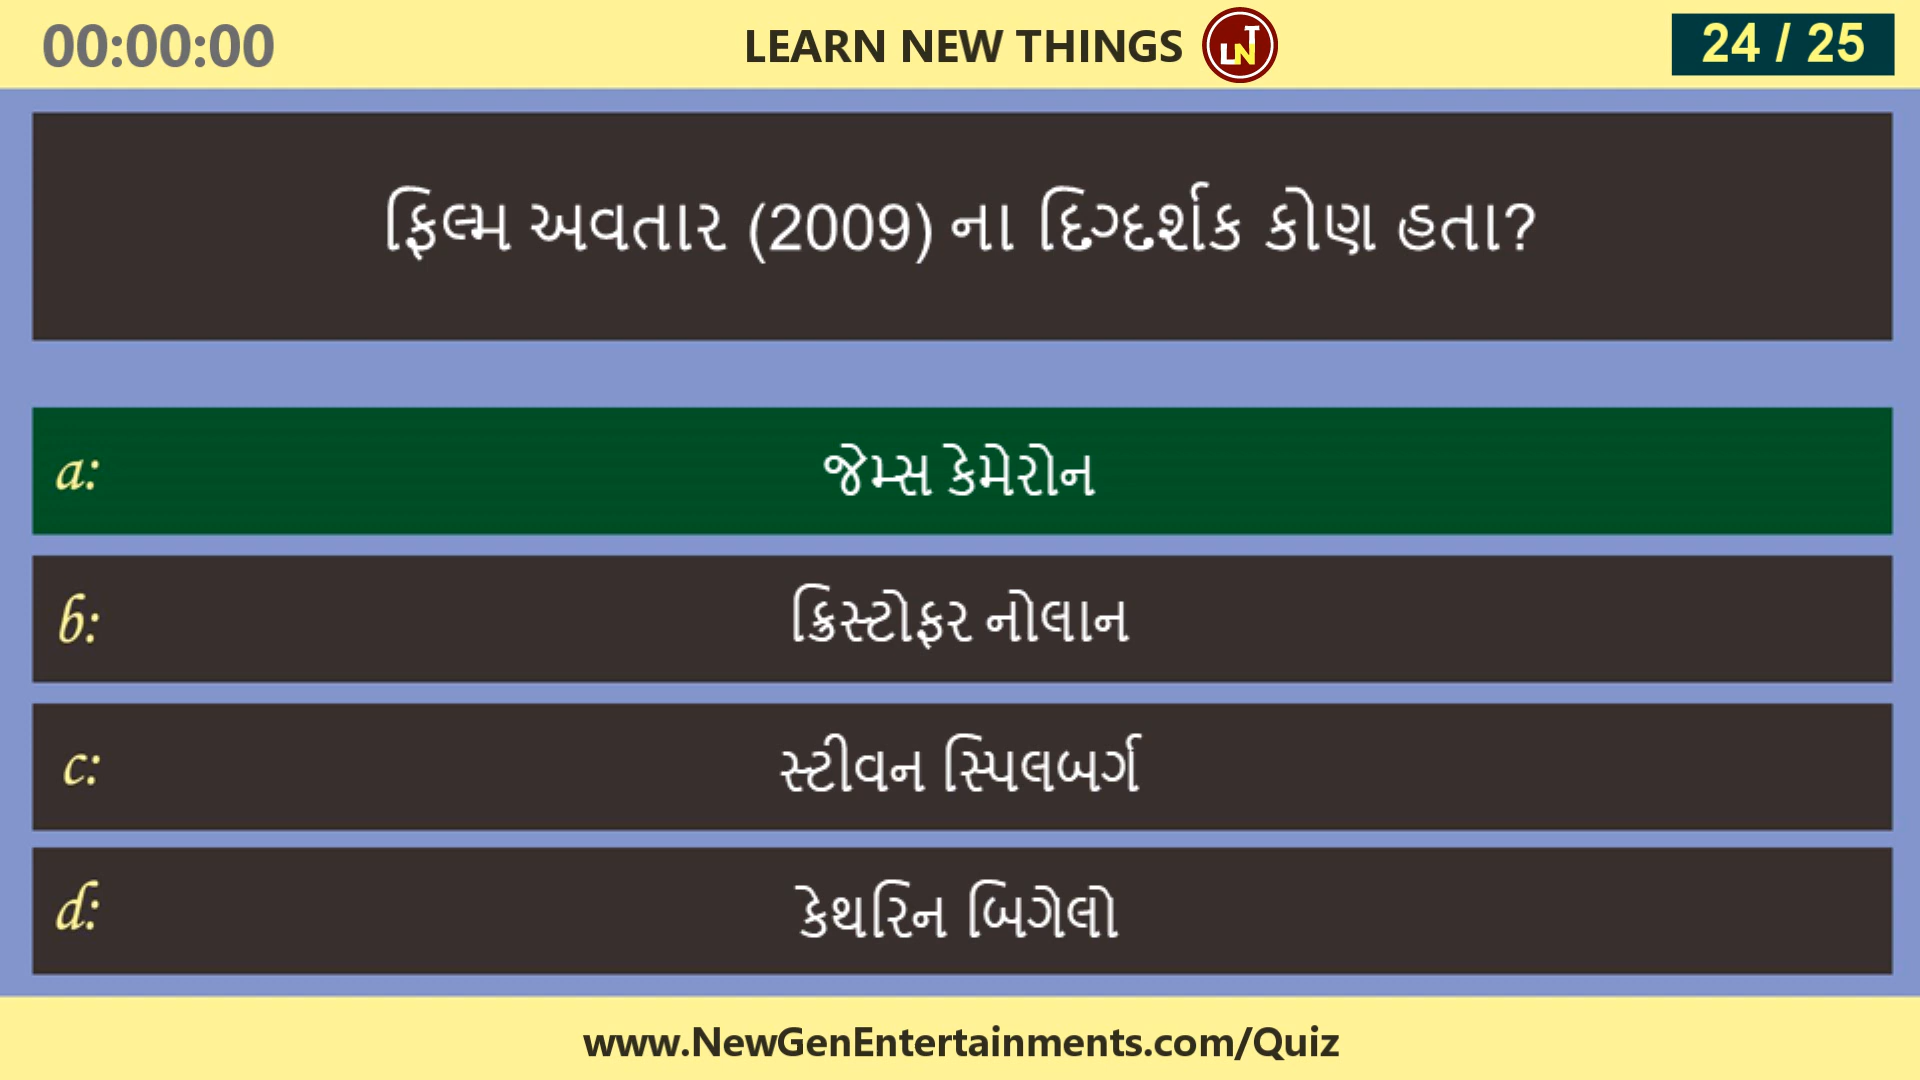 00:00:00
LEARN NEW THINGS
LNT
24 / 25
ફિલ્મ અવતાર (2009) ના દિગ્દર્શક કોણ હતા?
a:
જેમ્સ કેમેરોન
b:
ક્રિસ્ટોફર નોલાન
c:
સ્ટીવન સ્પિલબર્ગ
d:
કેથરિન બિગેલો
www.NewGenEntertainments.com/Quiz